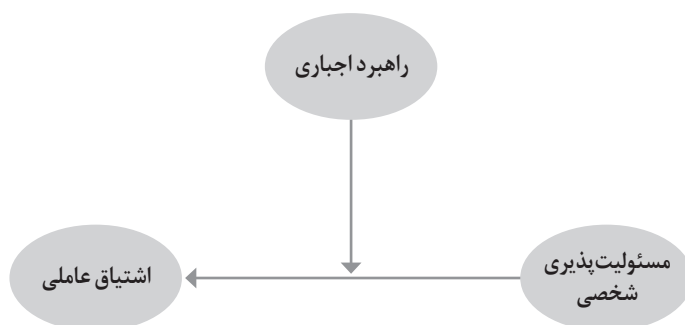 راهبرد اجباری
مسئولیت‌پذیری
شخصی
اشتیاق عاملی